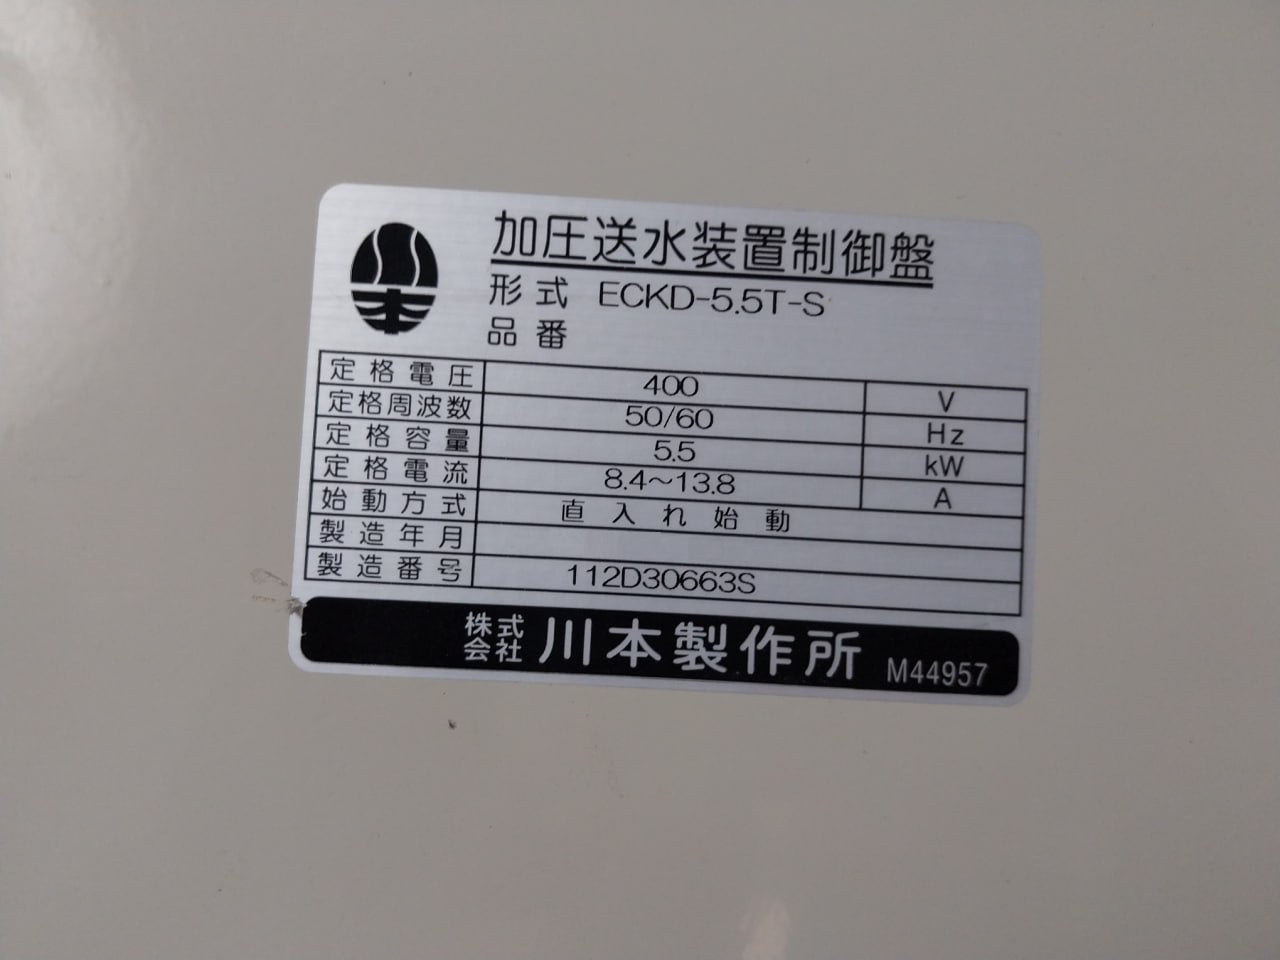 加圧送水装置制御盤
形式 ECKD-5.5T-S
品番
定格電圧 400 V
定格周波数 50/60 Hz
定格容量 5.5 kW
定格電流 8.4～13.8 A
始動方式 直入れ始動
製造年月
製造番号 112D30663S
株式会社 川本製作所 M44957